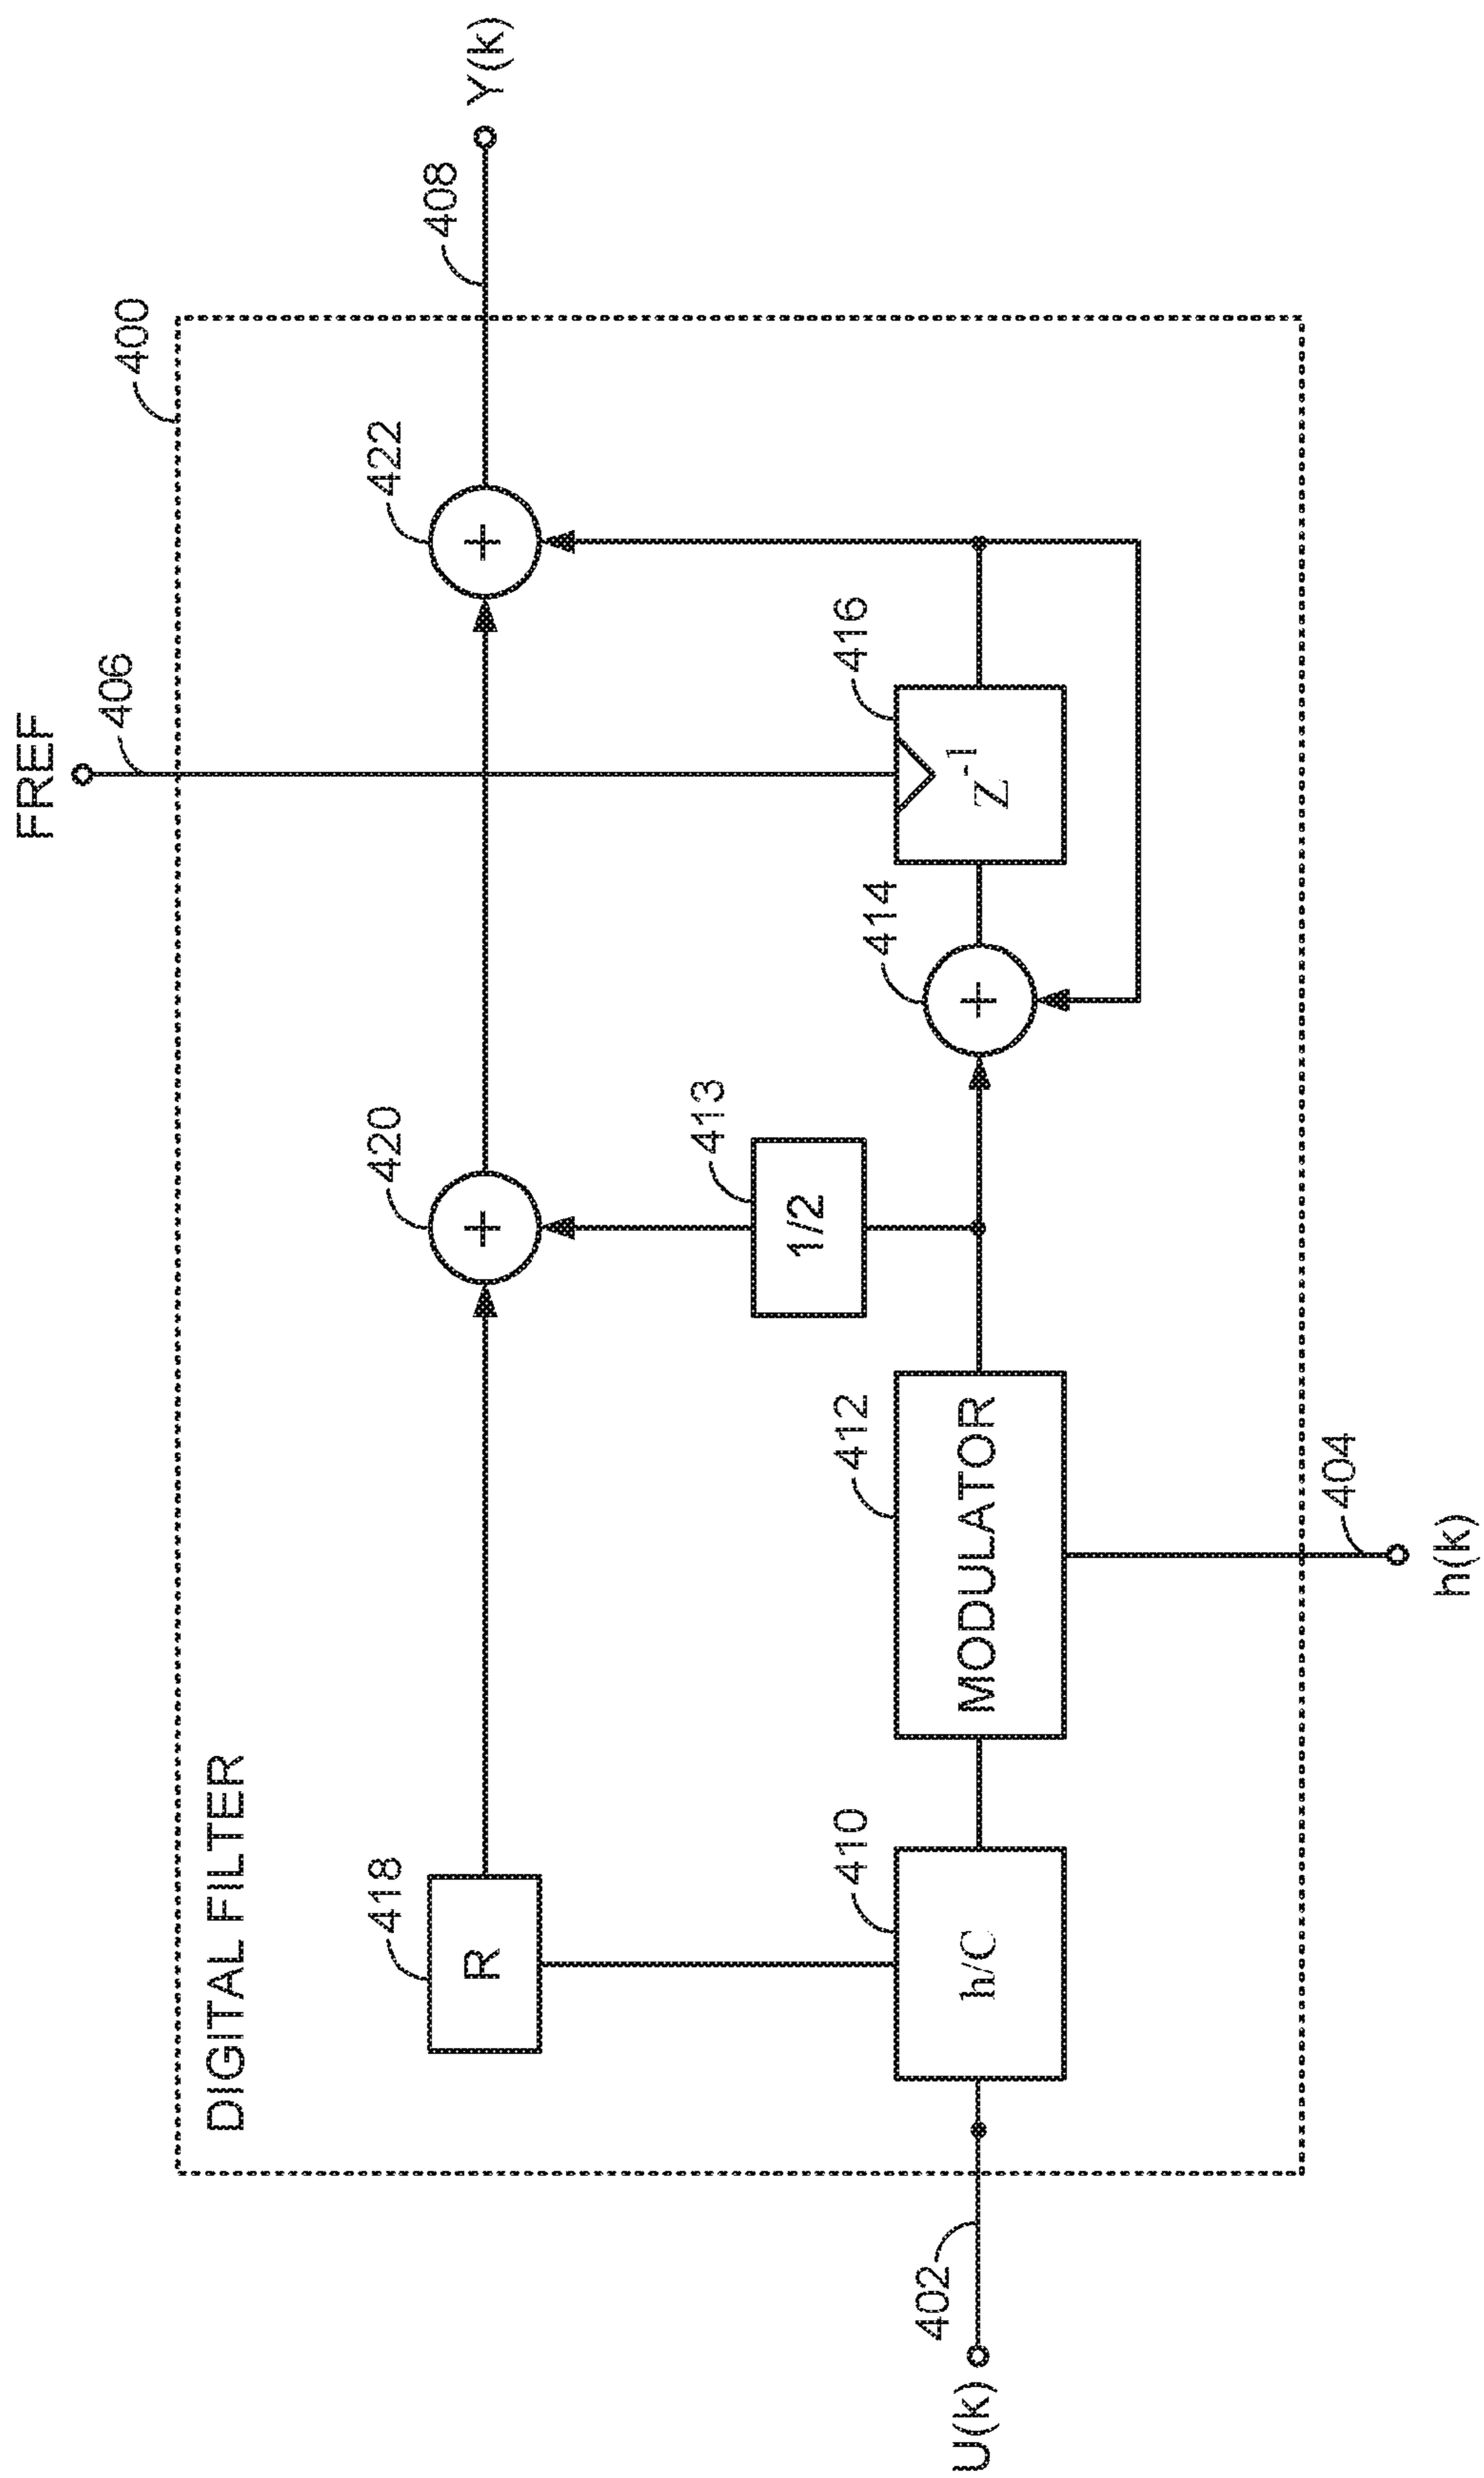 FREF
406
400
DIGITAL FILTER
418
420
422
408
Y(k)
R
+
+
413
1/2
410
412
414
416
h/C
MODULATOR
+
Z⁻¹
402
U(k)
404
h(k)